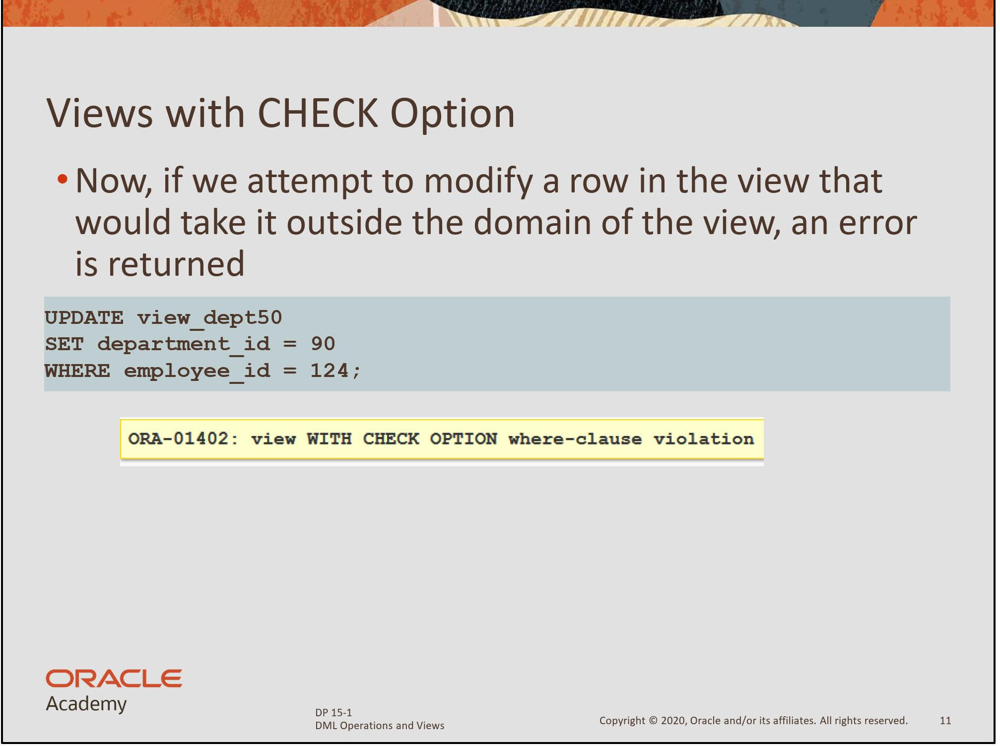 Views with CHECK Option
• Now, if we attempt to modify a row in the view that
would take it outside the domain of the view, an error
is returned
UPDATE view_dept50
SET department_id = 90
WHERE employee_id = 124;
ORA-01402: view WITH CHECK OPTION where-clause violation
ORACLE
Academy
DP 15-1
DML Operations and Views
Copyright © 2020, Oracle and/or its affiliates. All rights reserved.
11